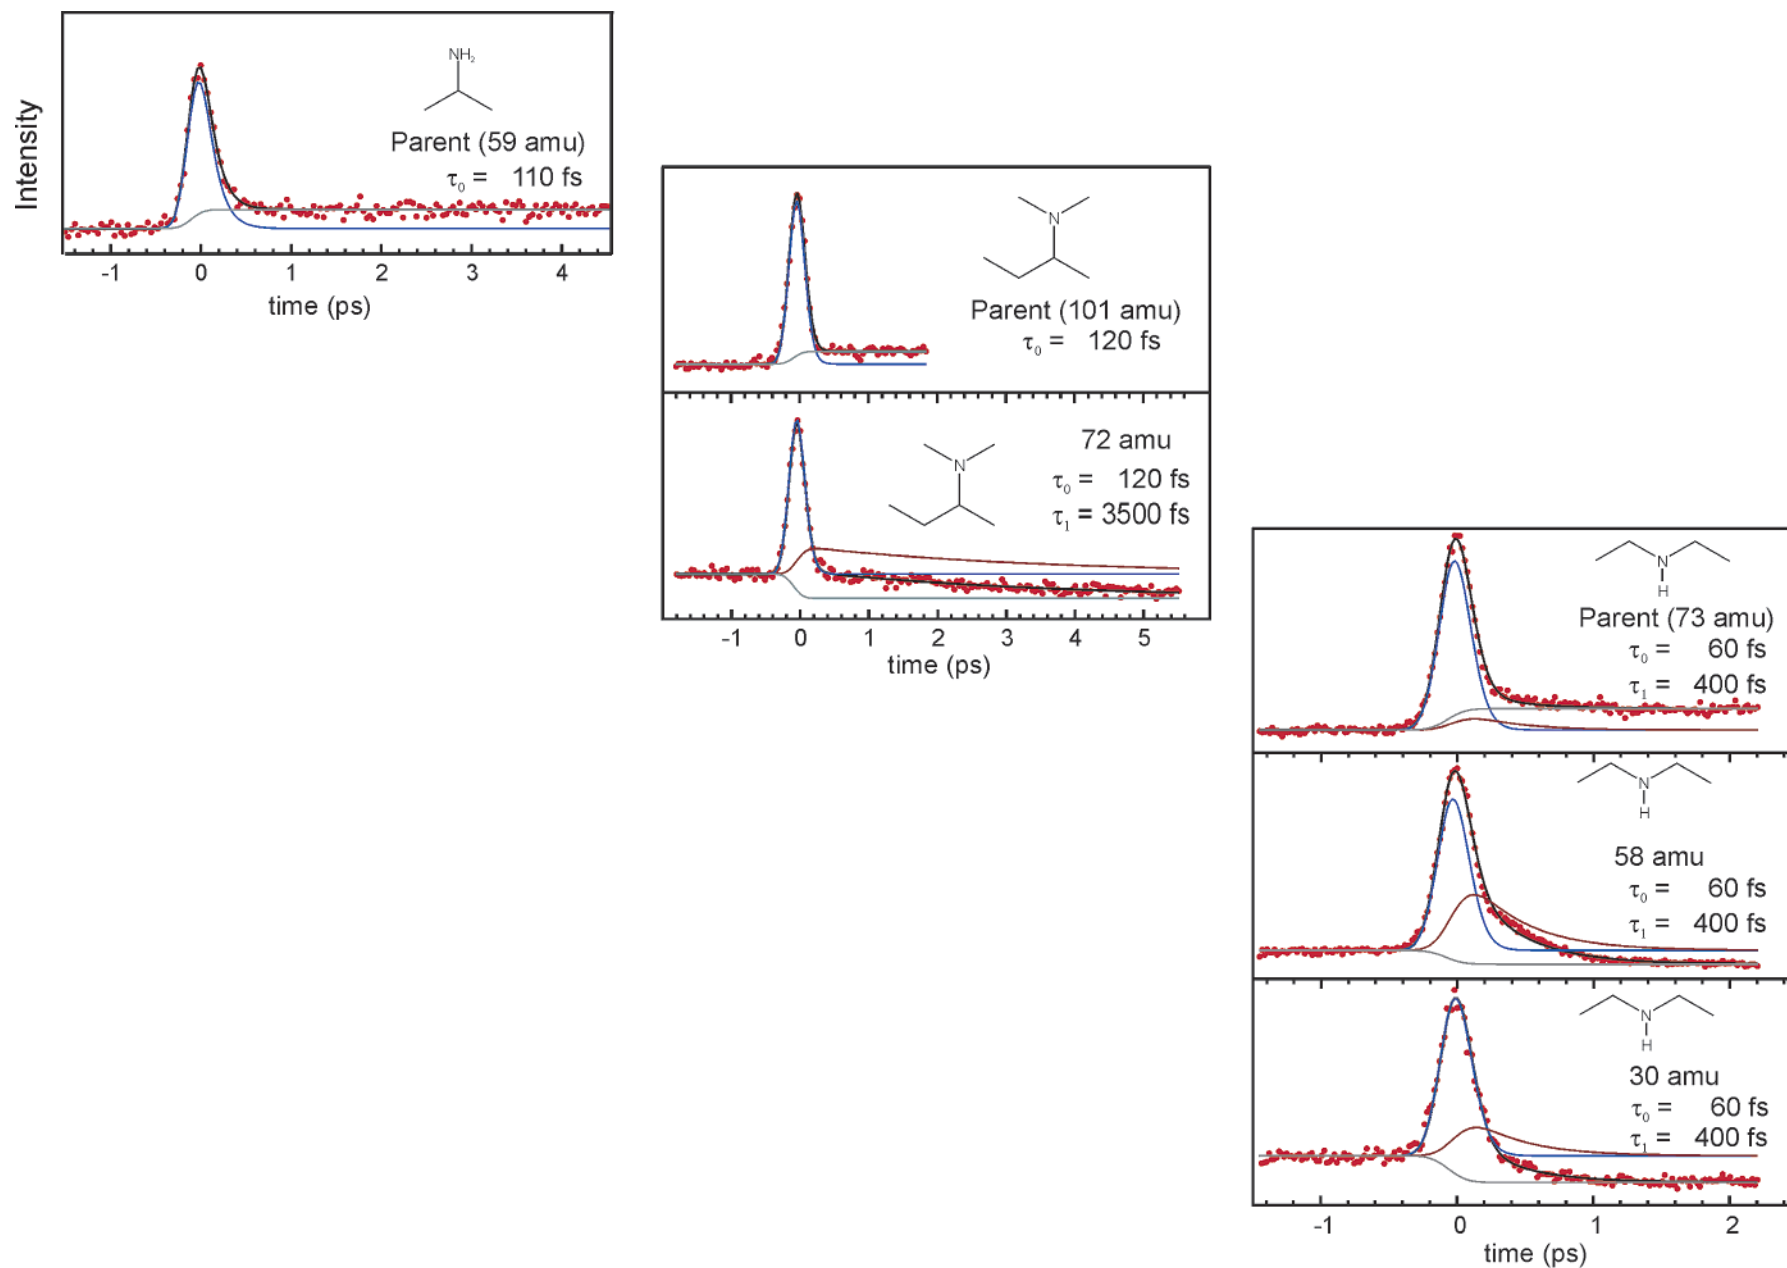 Intensity
NH₂
Parent (59 amu)
τ₀ = 110 fs
-1 0 1 2 3 4
time (ps)
N
Parent (101 amu)
τ₀ = 120 fs
N
72 amu
τ₀ = 120 fs
τ₁ = 3500 fs
-1 0 1 2 3 4 5
time (ps)
N
H
Parent (73 amu)
τ₀ = 60 fs
τ₁ = 400 fs
N
H
58 amu
τ₀ = 60 fs
τ₁ = 400 fs
N
H
30 amu
τ₀ = 60 fs
τ₁ = 400 fs
-1 0 1 2
time (ps)